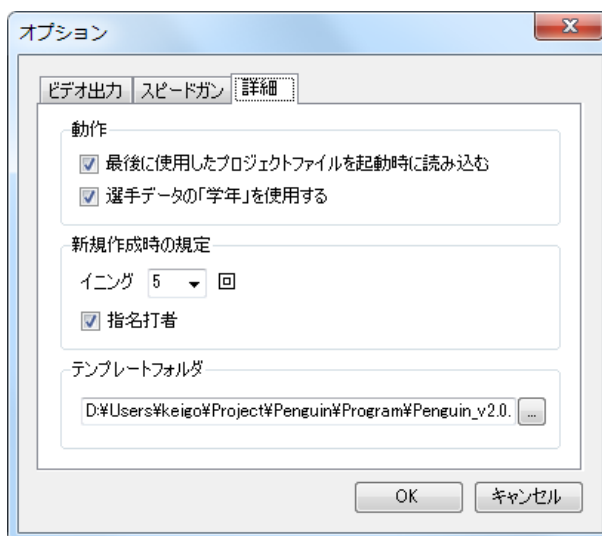 オプション
ビデオ出力 スピードガン 詳細
動作
最後に使用したプロジェクトファイルを起動時に読み込む
選手データの「学年」を使用する
新規作成時の規定
イニング 5 回
指名打者
テンプレートフォルダ
D:¥Users¥keigo¥Project¥Penguin¥Program¥Penguin_v2.0. ...
OK キャンセル